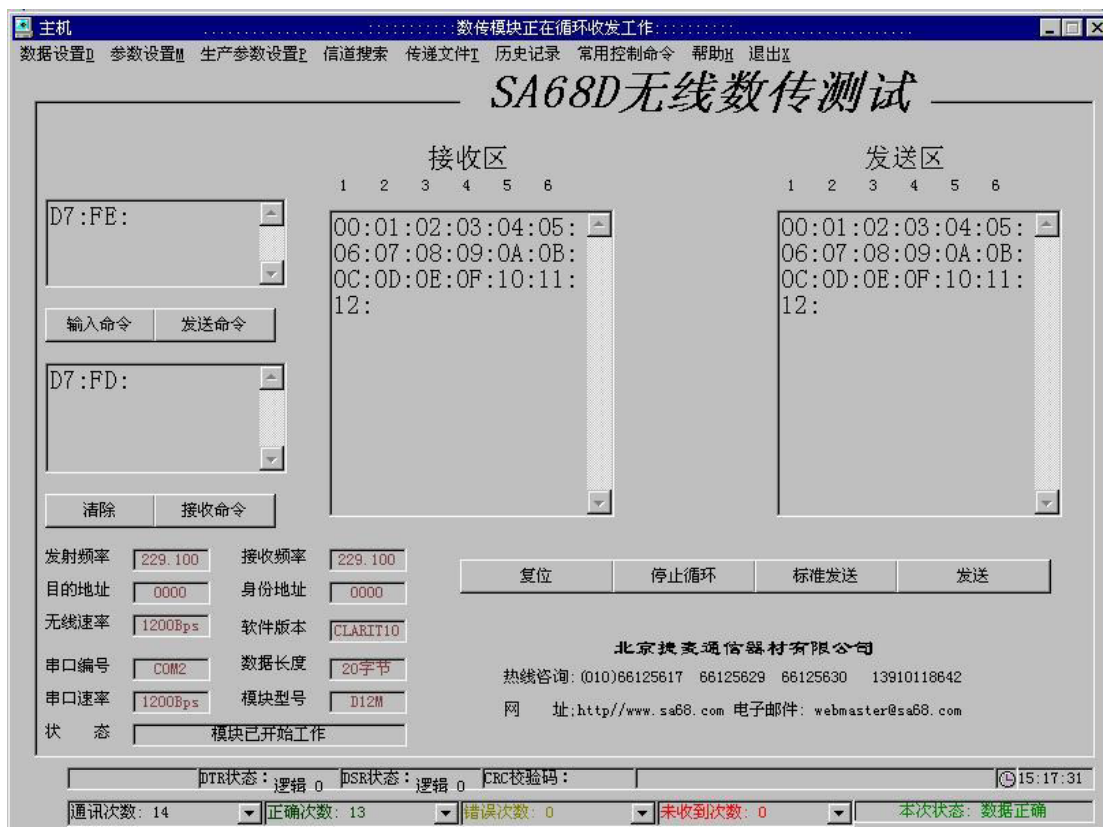 主机 :::::::::::数传模块正在循环收发工作:::::::::
数据设置D 参数设置M 生产参数设置P 信道搜索 传递文件T 历史记录 常用控制命令 帮助H 退出X
SA68D无线数传测试
接收区 发送区
1 2 3 4 5 6 1 2 3 4 5 6
D7:FE:
00:01:02:03:04:05:
06:07:08:09:0A:0B:
0C:0D:0E:0F:10:11:
12:
00:01:02:03:04:05:
06:07:08:09:0A:0B:
0C:0D:0E:0F:10:11:
12:
输入命令 发送命令
D7:FD:
清除 接收命令
发射频率 229.100 接收频率 229.100
复位 停止循环 标准发送 发送
目的地址 0000 身份地址 0000
无线速率 1200Bps 软件版本 CLARIT10
北京捷麦通信器材有限公司
串口编号 COM2 数据长度 20字节
热线咨询:(010)66125617 66125629 66125630 13910118642
串口速率 1200Bps 模块型号 D12M
网 址;http//www.sa68.com 电子邮件: webmaster@sa68.com
状 态 模块已开始工作
DTR状态: 逻辑 0 DSR状态: 逻辑 0 CRC校验码: 15:17:31
通讯次数: 14 正确次数: 13 错误次数: 0 未收到次数: 0 本次状态: 数据正确